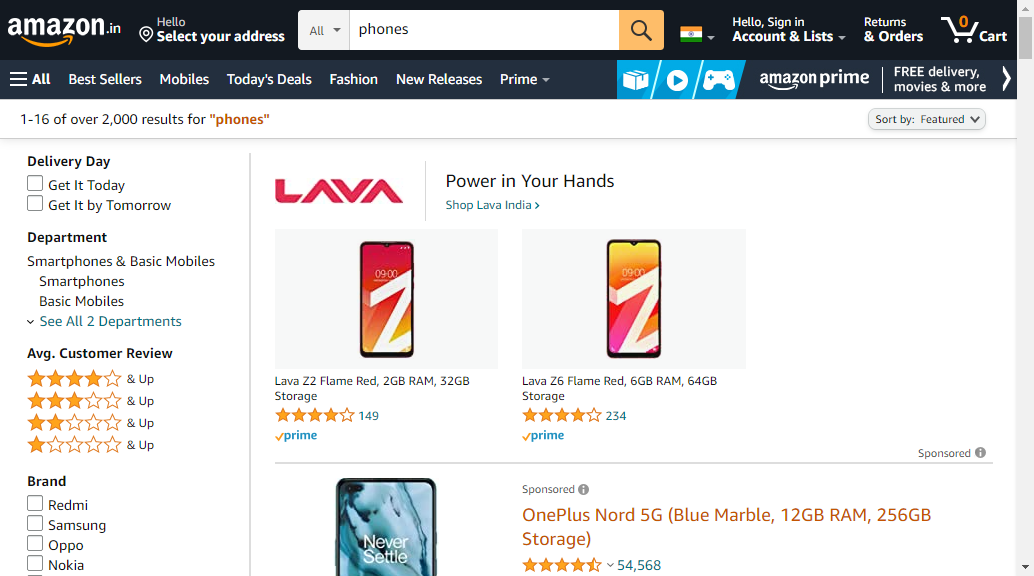 amazon.in
Hello
Select your address
All
phones
Hello, Sign in
Account & Lists
Returns
& Orders
0
Cart
All
Best Sellers
Mobiles
Today's Deals
Fashion
New Releases
Prime
amazon prime
FREE delivery,
movies & more
1-16 of over 2,000 results for "phones"
Sort by: Featured
Delivery Day
Get It Today
Get It by Tomorrow
Department
Smartphones & Basic Mobiles
Smartphones
Basic Mobiles
See All 2 Departments
Avg. Customer Review
& Up
& Up
& Up
& Up
Brand
Redmi
Samsung
Oppo
Nokia
LAVA
Power in Your Hands
Shop Lava India
09:00
Lava Z2 Flame Red, 2GB RAM, 32GB
Storage
149
prime
09:00
Lava Z6 Flame Red, 6GB RAM, 64GB
Storage
234
prime
Sponsored
Never
Settle
Sponsored
OnePlus Nord 5G (Blue Marble, 12GB RAM, 256GB
Storage)
54,568